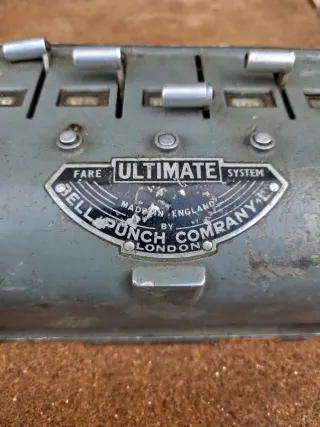 FARE ULTIMATE SYSTEM
MADE IN ENGLAND
BY
BELL PUNCH COMPANY
LONDON